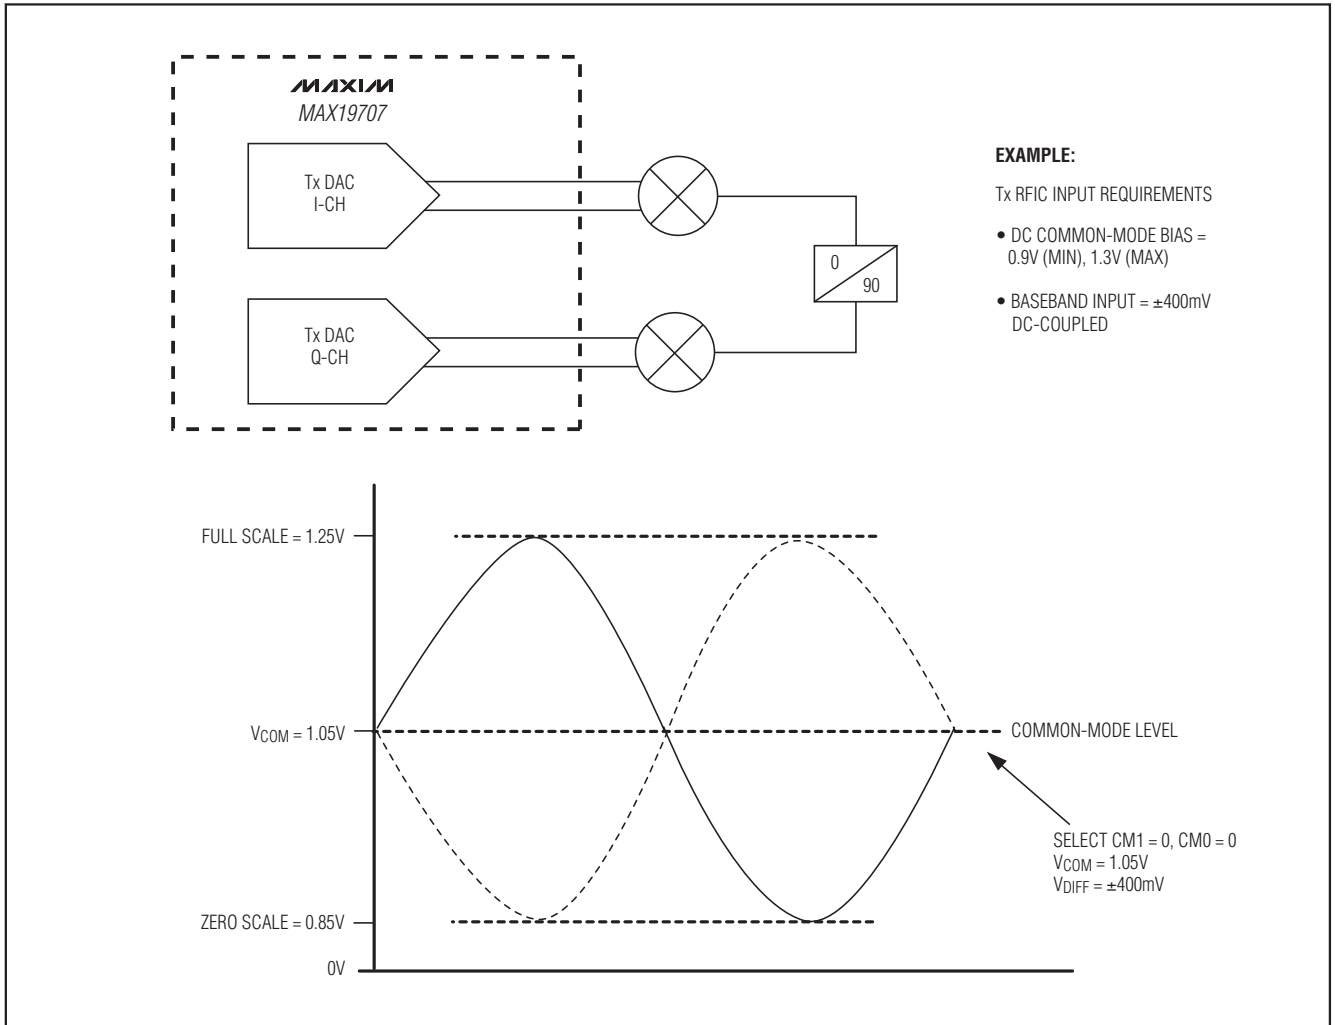 MAXIM
MAX19707
Tx DAC
I-CH
Tx DAC
Q-CH
0
90
EXAMPLE:
Tx RFIC INPUT REQUIREMENTS
• DC COMMON-MODE BIAS =
0.9V (MIN), 1.3V (MAX)
• BASEBAND INPUT = ±400mV
DC-COUPLED
FULL SCALE = 1.25V
VCOM = 1.05V
COMMON-MODE LEVEL
SELECT CM1 = 0, CM0 = 0
VCOM = 1.05V
VDIFF = ±400mV
ZERO SCALE = 0.85V
0V